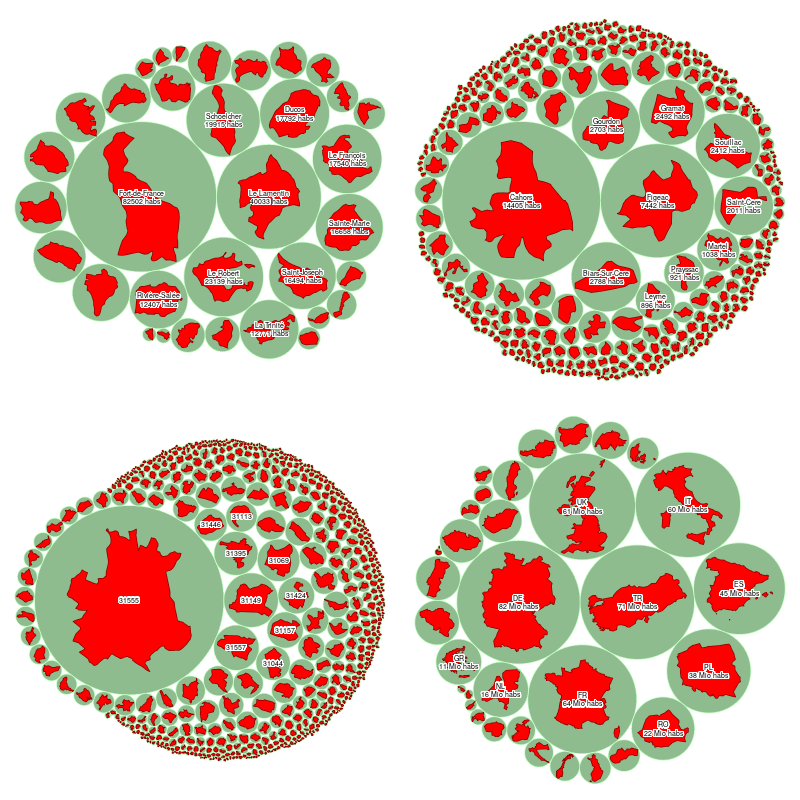 Schoelcher
19915 habs
Ducos
17792 habs
Le François
17540 habs
Fort-de-France
82502 habs
Le Lamentin
40033 habs
Sainte-Marie
16608 habs
Le Robert
23139 habs
Saint-Joseph
16494 habs
Rivière-Salée
12407 habs
La Trinité
12771 habs
Gramat
2492 habs
Gourdon
2703 habs
Souillac
2412 habs
Cahors
14405 habs
Figeac
7442 habs
Saint-Céré
2011 habs
Martel
1038 habs
Prayssac
921 habs
Biars-Sur-Cère
2788 habs
Leyme
896 habs
31446
31113
31395
31069
31555
31149
31424
31157
31557
31044
UK
61 Mio habs
IT
60 Mio habs
DE
82 Mio habs
TR
71 Mio habs
ES
45 Mio habs
GR
11 Mio habs
NL
16 Mio habs
FR
64 Mio habs
PL
38 Mio habs
RO
22 Mio habs